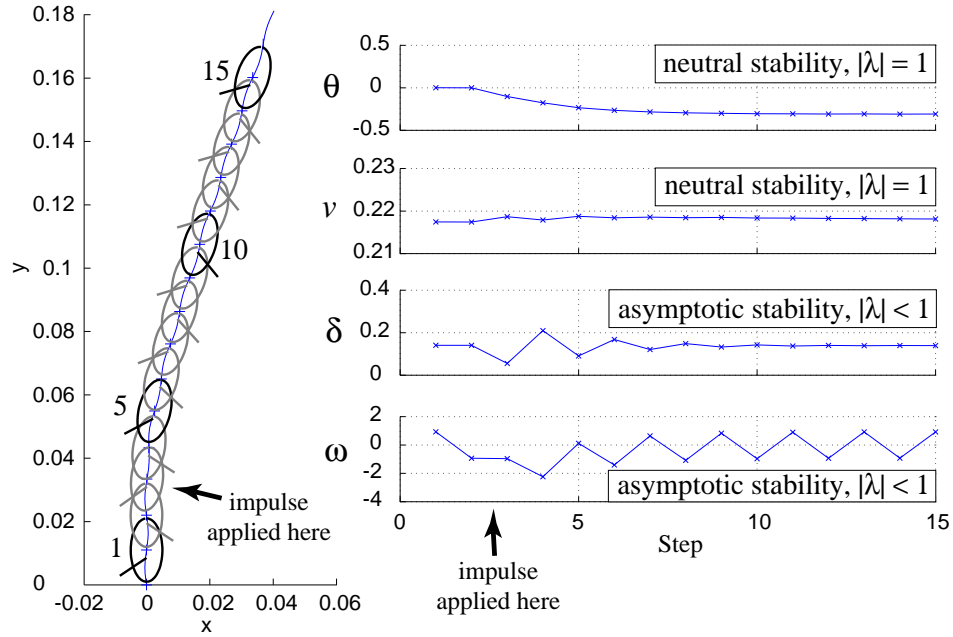 0.16
0.14
0.12
0.1
0.08
0.06
0.04
0.02
0
y
-0.02
0
0.02
0.04
0.06
x
15
10
5
1
impulse
applied here
θ
0.5
0
-0.5
neutral stability, |λ| = 1
v
0.23
0.22
0.21
neutral stability, |λ| = 1
δ
0.4
0.2
0
asymptotic stability, |λ| < 1
ω
2
0
-2
-4
asymptotic stability, |λ| < 1
0
5
10
15
Step
impulse
applied here